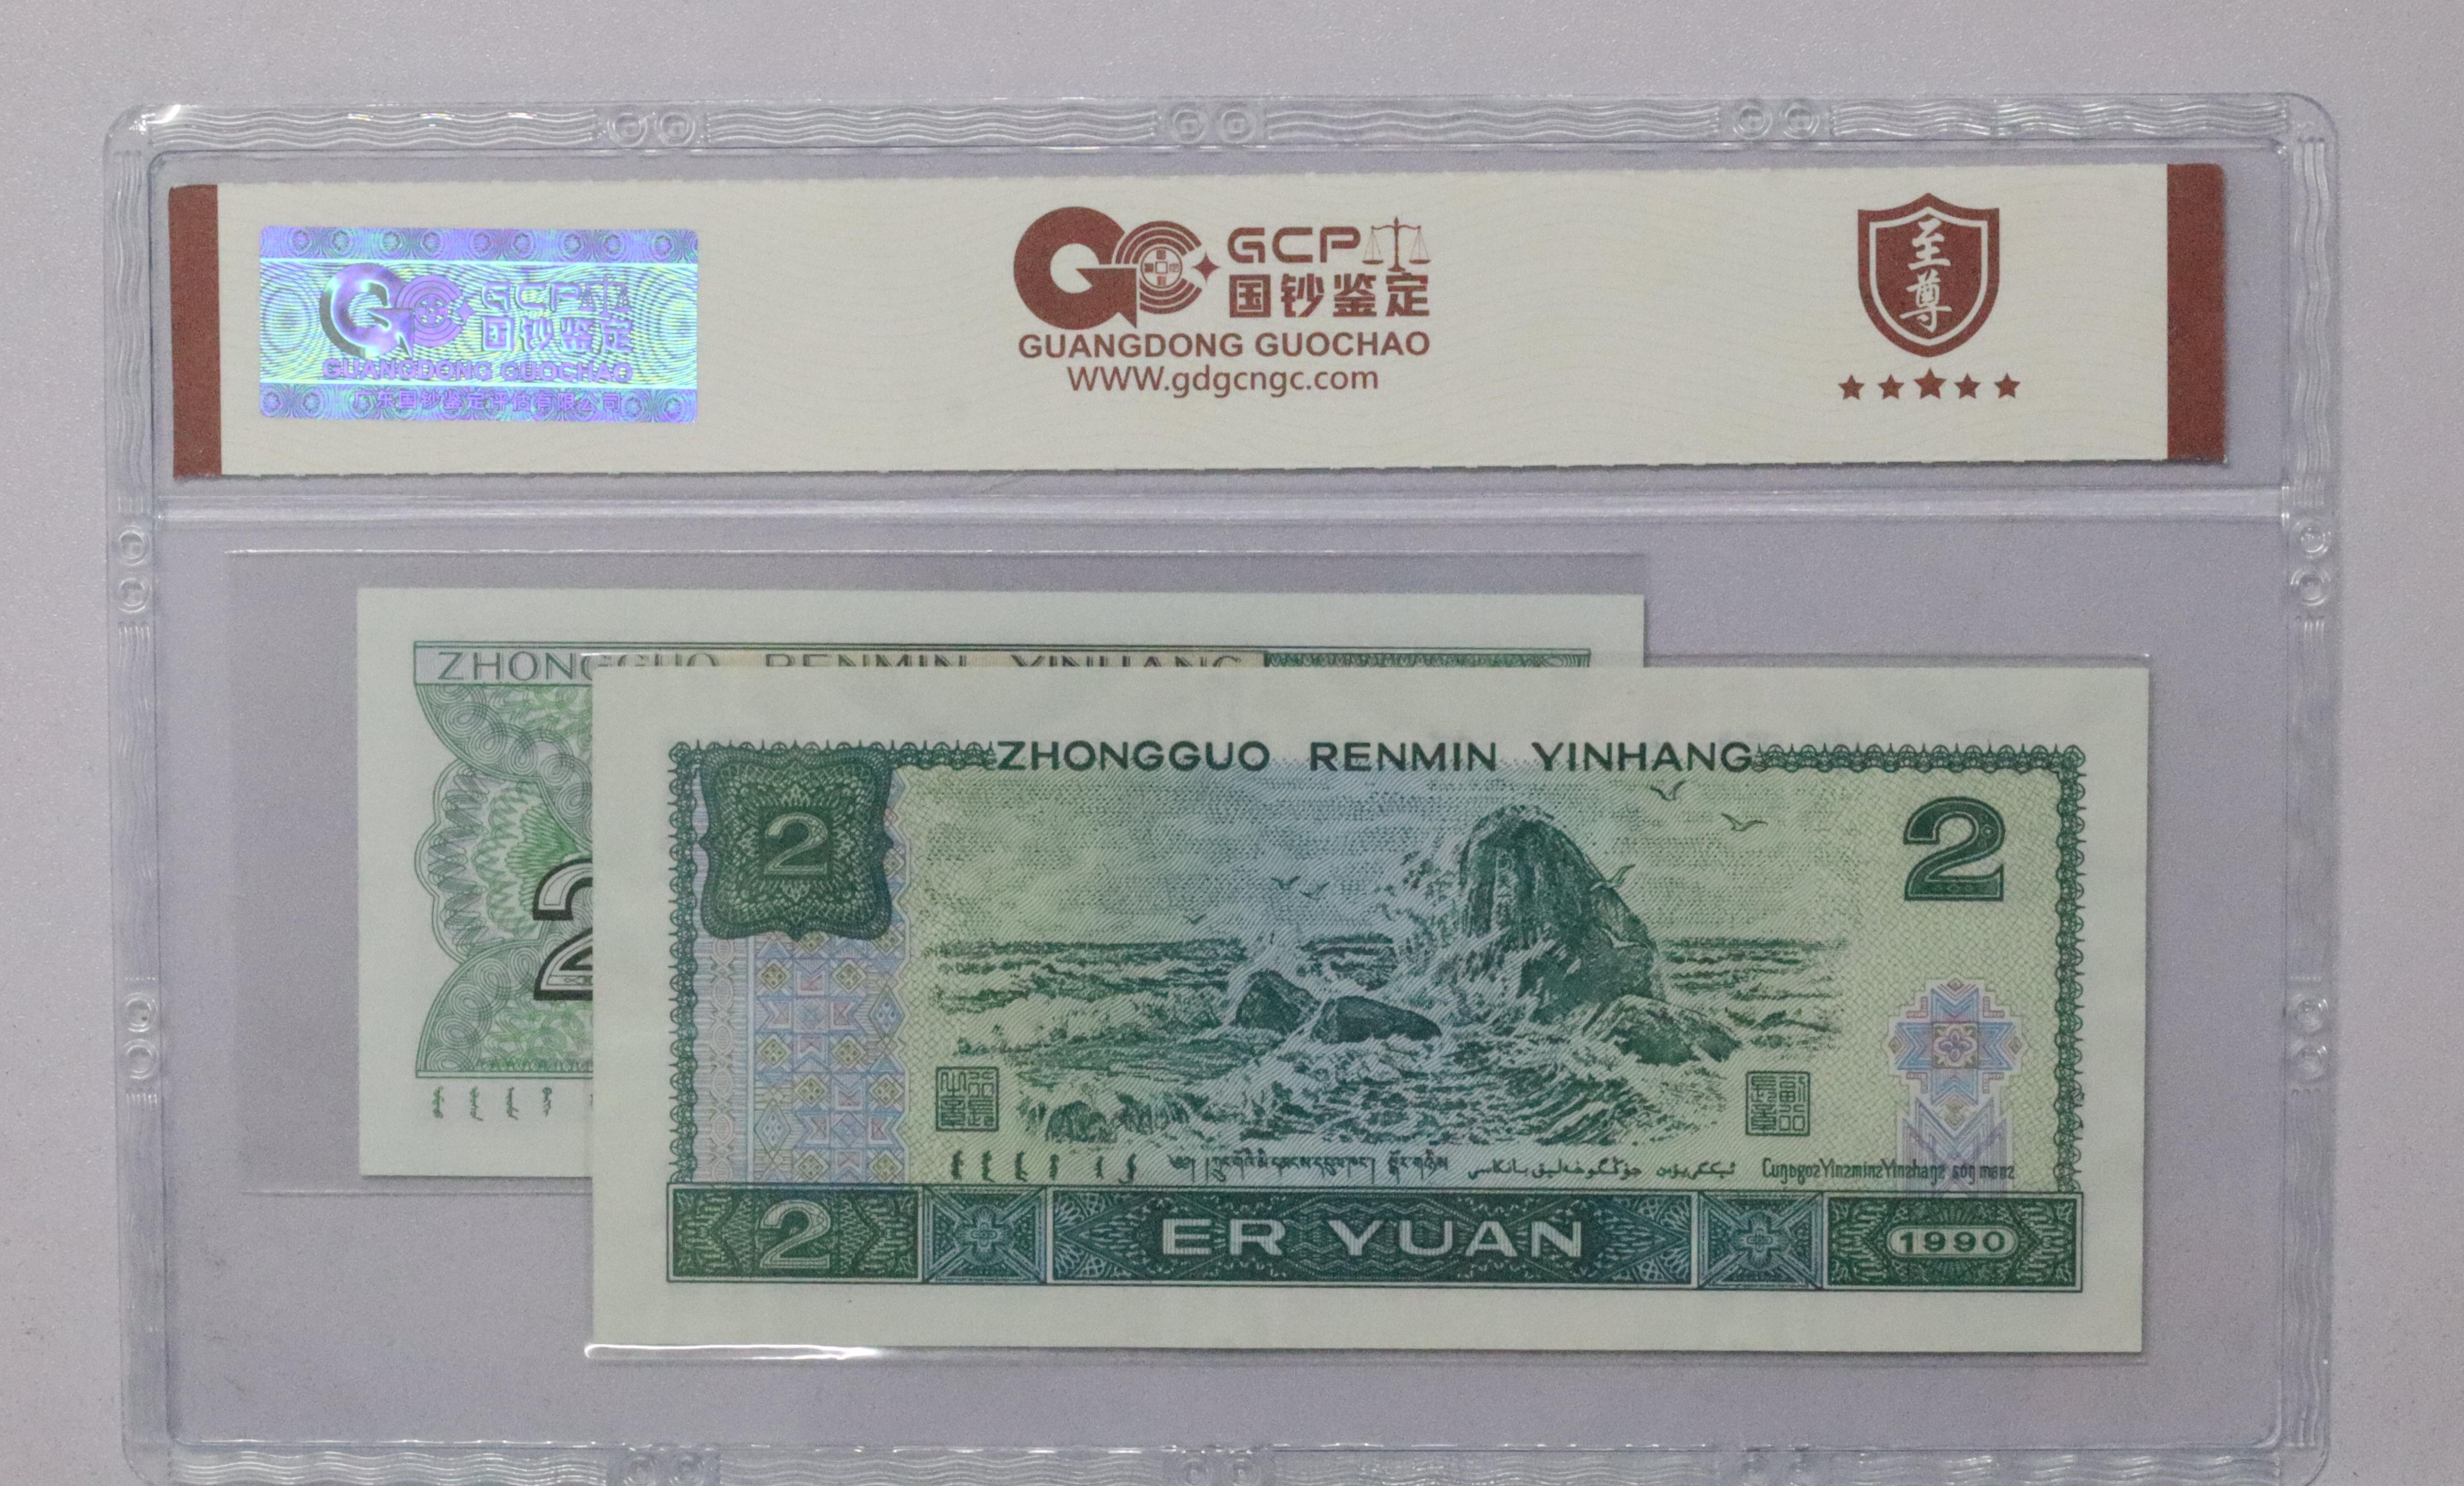 GCP
国钞鉴定
GUANGDONG GUOCHAO
广东国钞鉴定评估有限公司
GCP
国钞鉴定
GUANGDONG GUOCHAO
WWW.gdgcngc.com
至尊
ZHONGGUO RENMIN YINHANG
2
ZHONGGUO RENMIN YINHANG
2
2
2
ER YUAN
1990